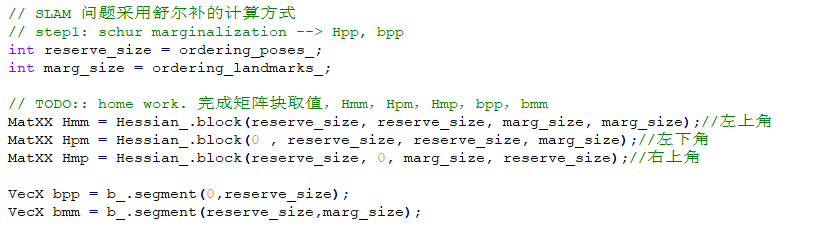 // SLAM 问题采用舒尔补的计算方式
// step1: schur marginalization --> Hpp, bpp
int reserve_size = ordering_poses_;
int marg_size = ordering_landmarks_;
// TODO:: home work. 完成矩阵块取值，Hmm，Hpm，Hmp，bpp，bmm
MatXX Hmm = Hessian_.block(reserve_size, reserve_size, marg_size, marg_size);//左上角
MatXX Hpm = Hessian_.block(0 , reserve_size, reserve_size, marg_size);//左下角
MatXX Hmp = Hessian_.block(reserve_size, 0, marg_size, reserve_size);//右上角
VecX bpp = b_.segment(0,reserve_size);
VecX bmm = b_.segment(reserve_size,marg_size);